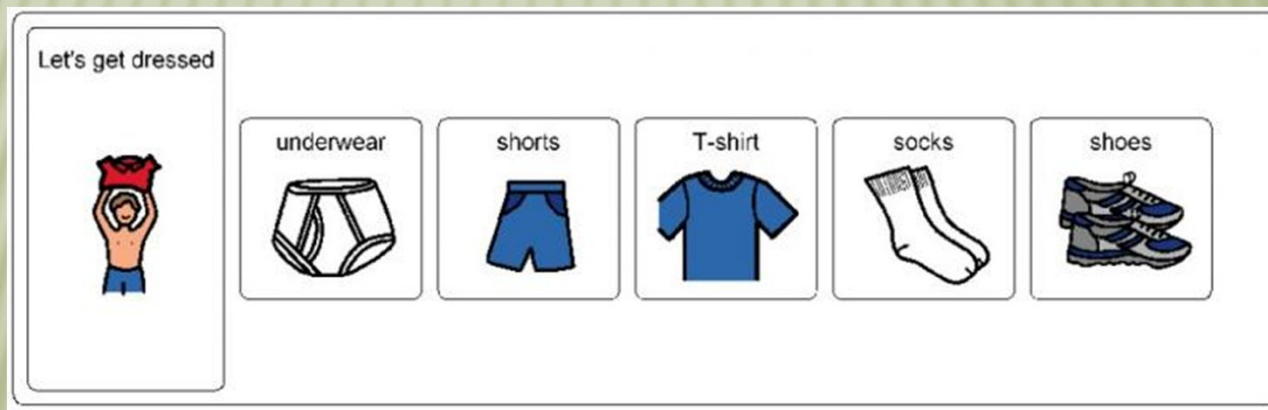 Let's get dressed
underwear
shorts
T-shirt
socks
shoes